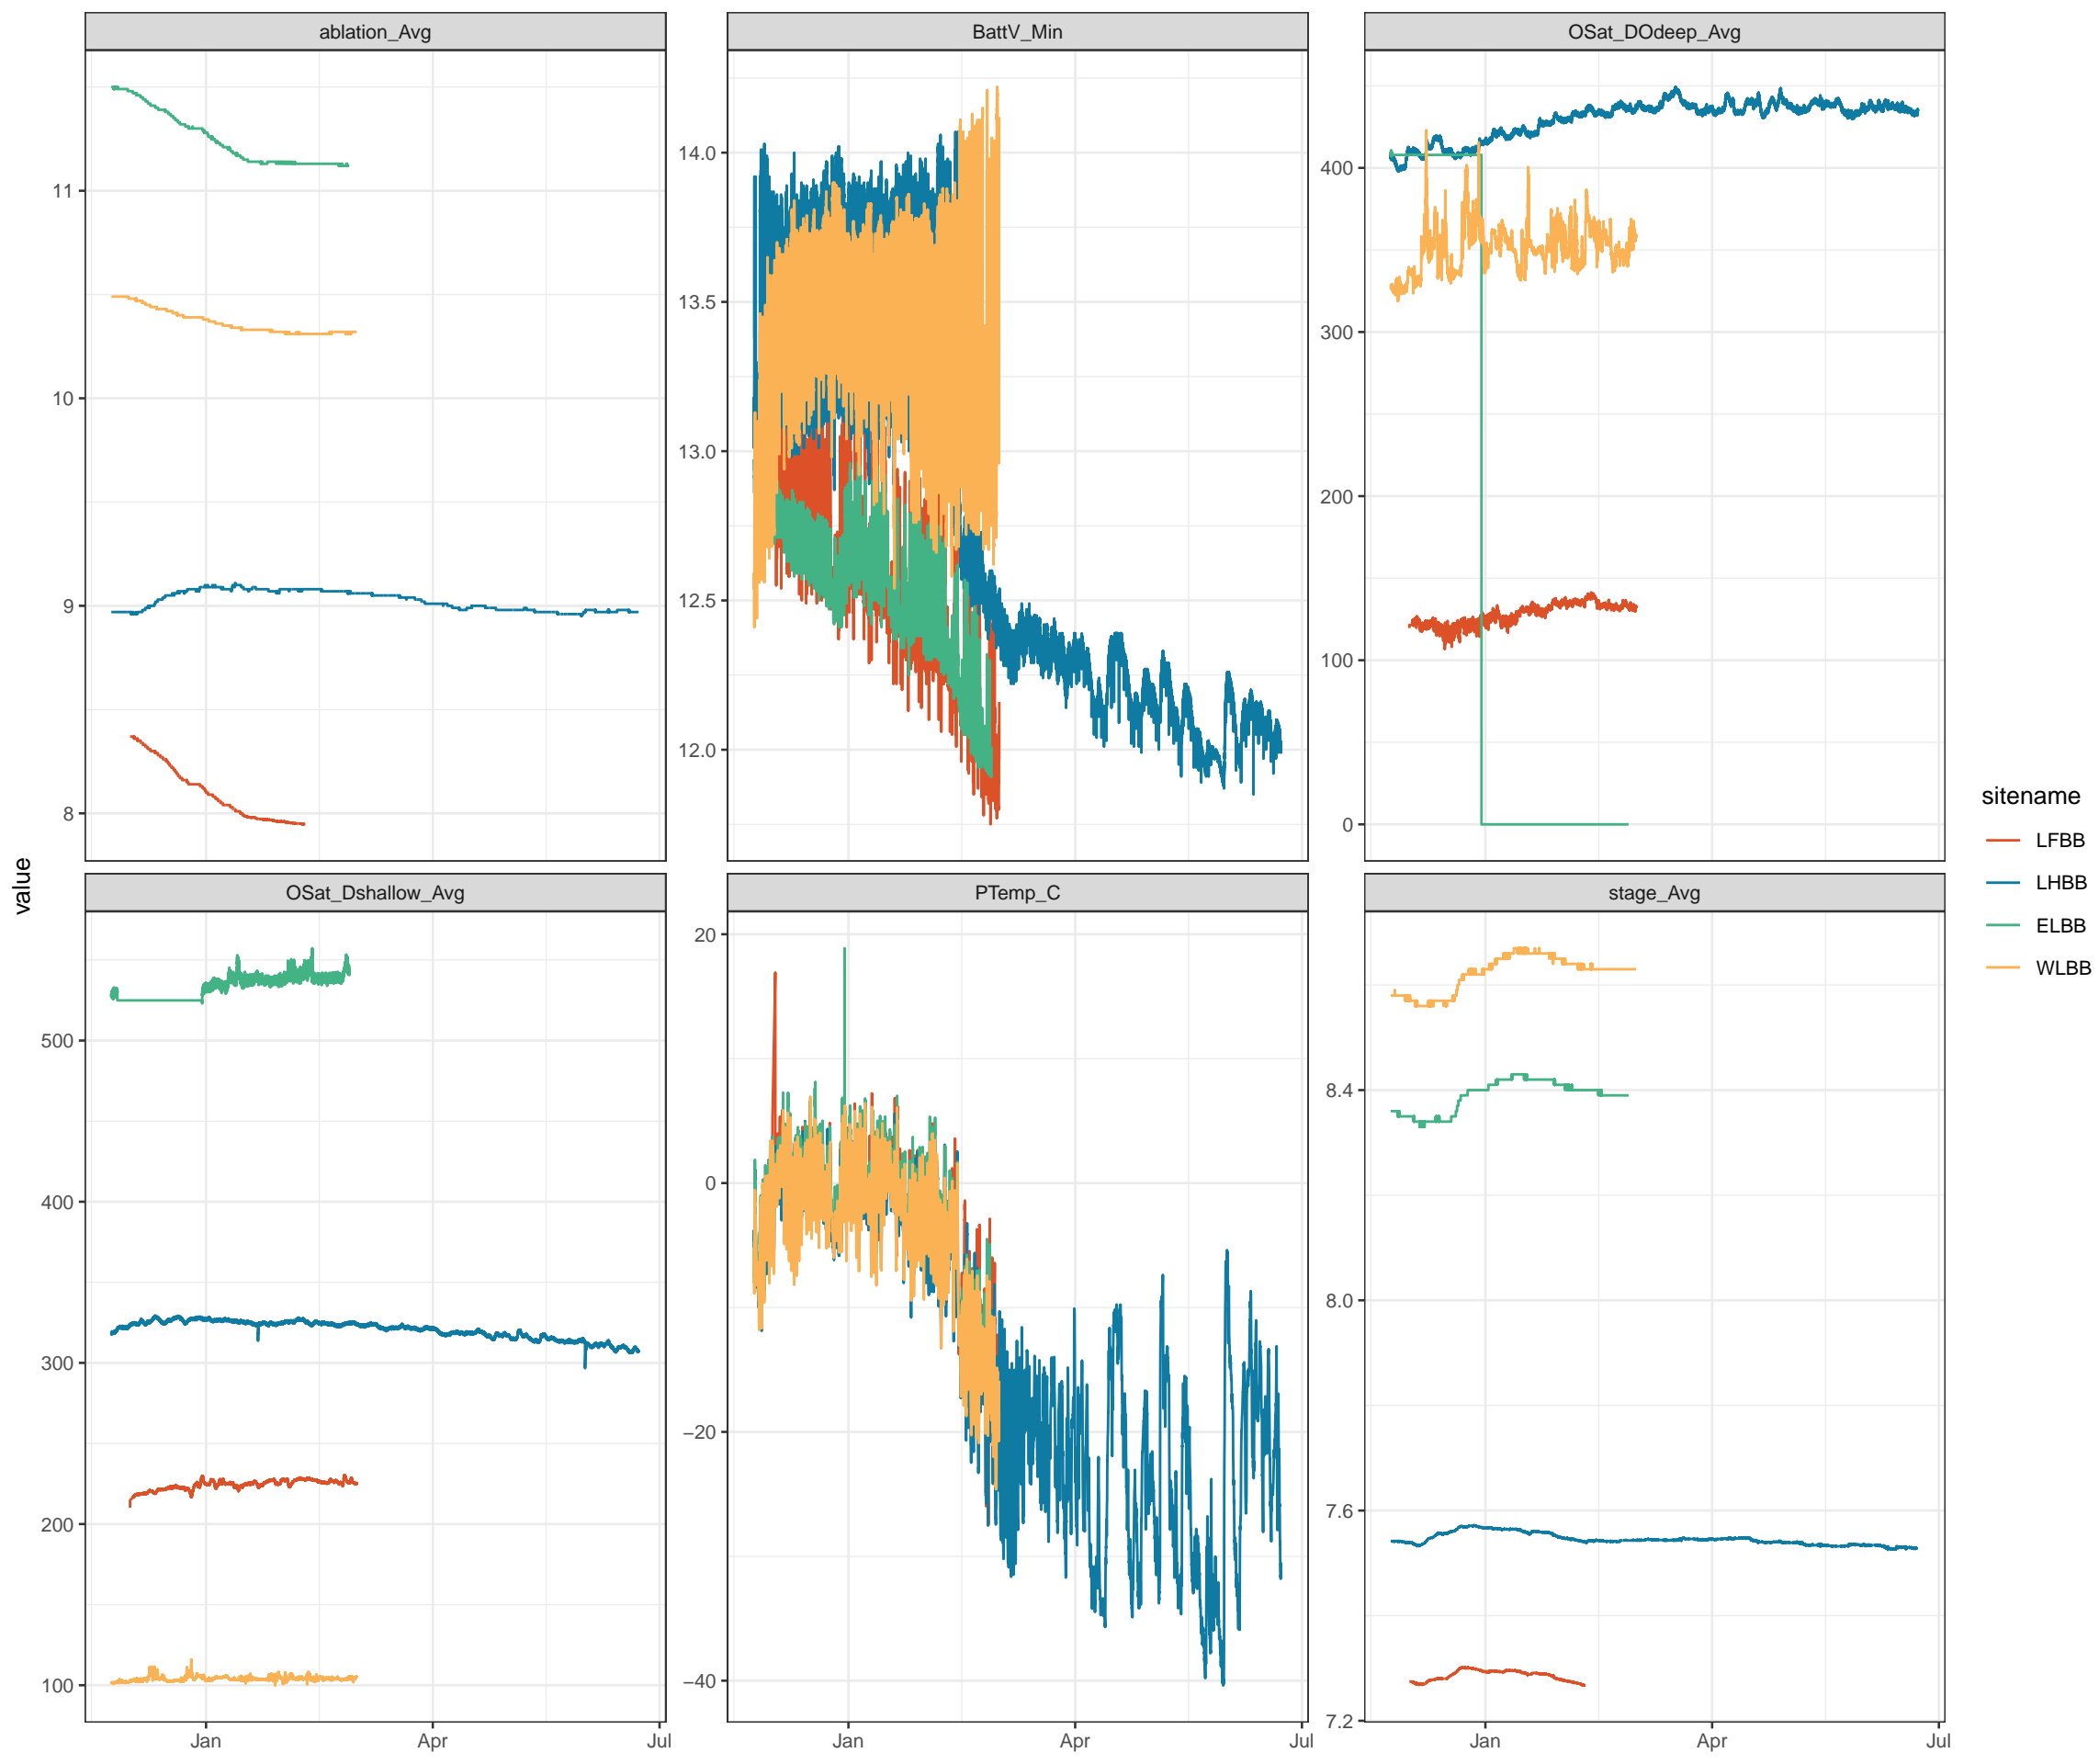 ablation_Avg
BattV_Min
OSat_DOdeep_Avg
11
10
9
8
14.0
13.5
13.0
12.5
12.0
400
300
200
100
0
OSat_Dshallow_Avg
PTemp_C
stage_Avg
500
400
300
200
100
20
0
−20
−40
8.4
8.0
7.6
7.2
Jan Apr Jul
Jan Apr Jul
Jan Apr Jul
value
sitename
LFBB
LHBB
ELBB
WLBB